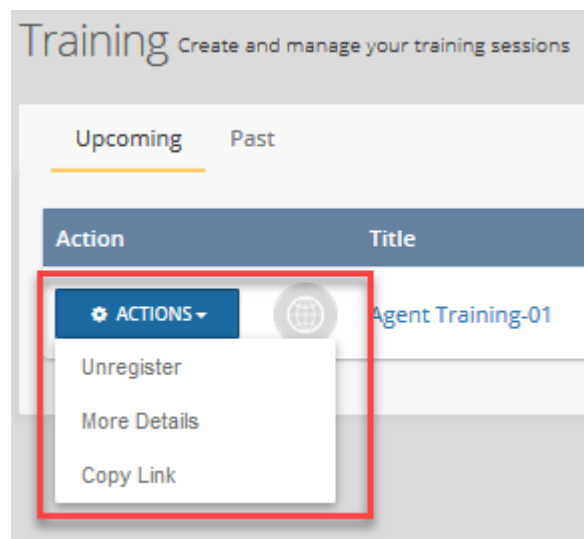 Training Create and manage your training sessions
Upcoming Past
Action Title
ACTIONS Agent Training-01
Unregister
More Details
Copy Link